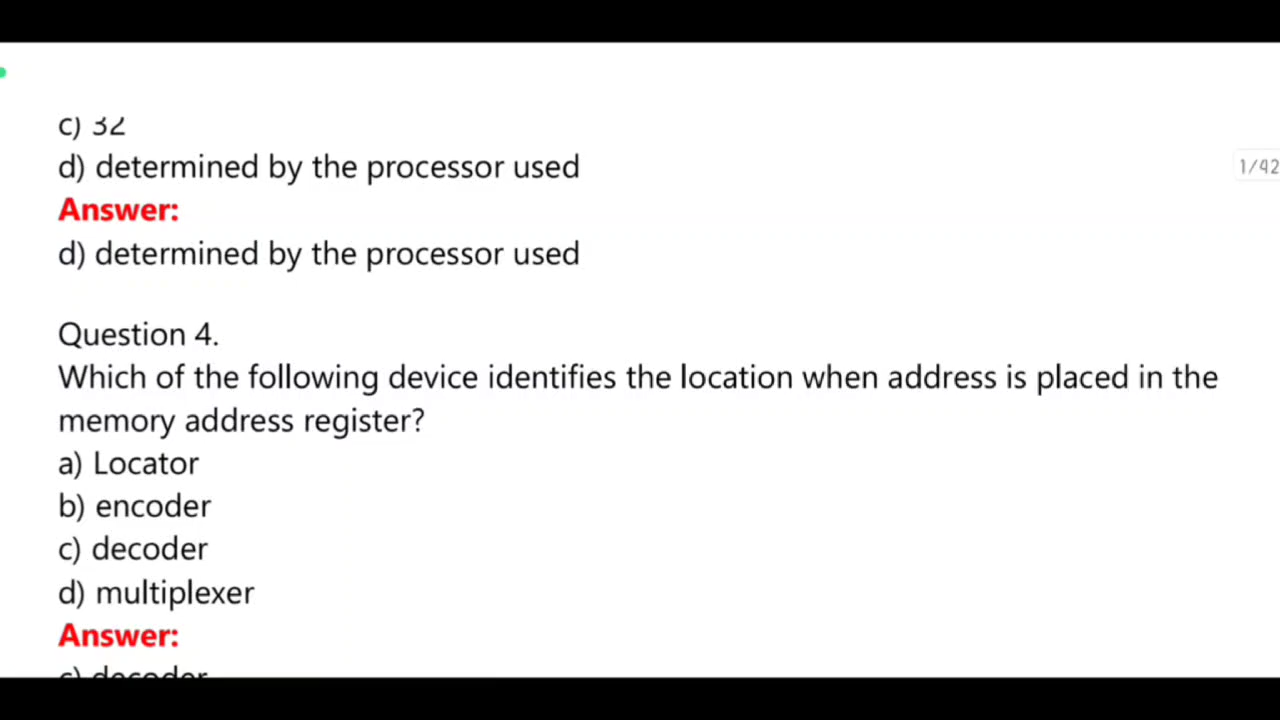 c) 32
d) determined by the processor used
1/42
Answer:
d) determined by the processor used
Question 4.
Which of the following device identifies the location when address is placed in the
memory address register?
a) Locator
b) encoder
c) decoder
d) multiplexer
Answer:
c) decoder